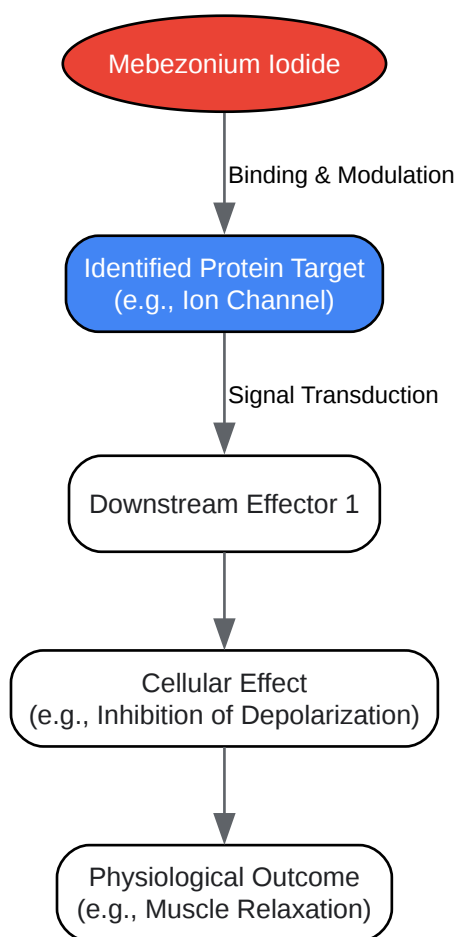 Mebezonium Iodide
Binding & Modulation
Identified Protein Target
(e.g., Ion Channel)
Signal Transduction
Downstream Effector 1
Cellular Effect
(e.g., Inhibition of Depolarization)
Physiological Outcome
(e.g., Muscle Relaxation)